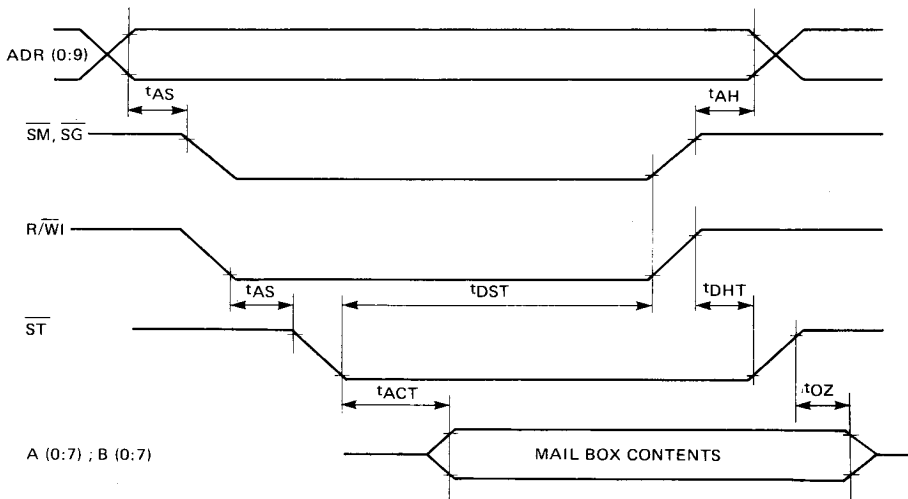 ADR (0:9)
tAS
tAH
SM, SG
R/WI
tAS
tDST
tDHT
ST
tACT
tOZ
A (0:7) ; B (0:7)
MAIL BOX CONTENTS